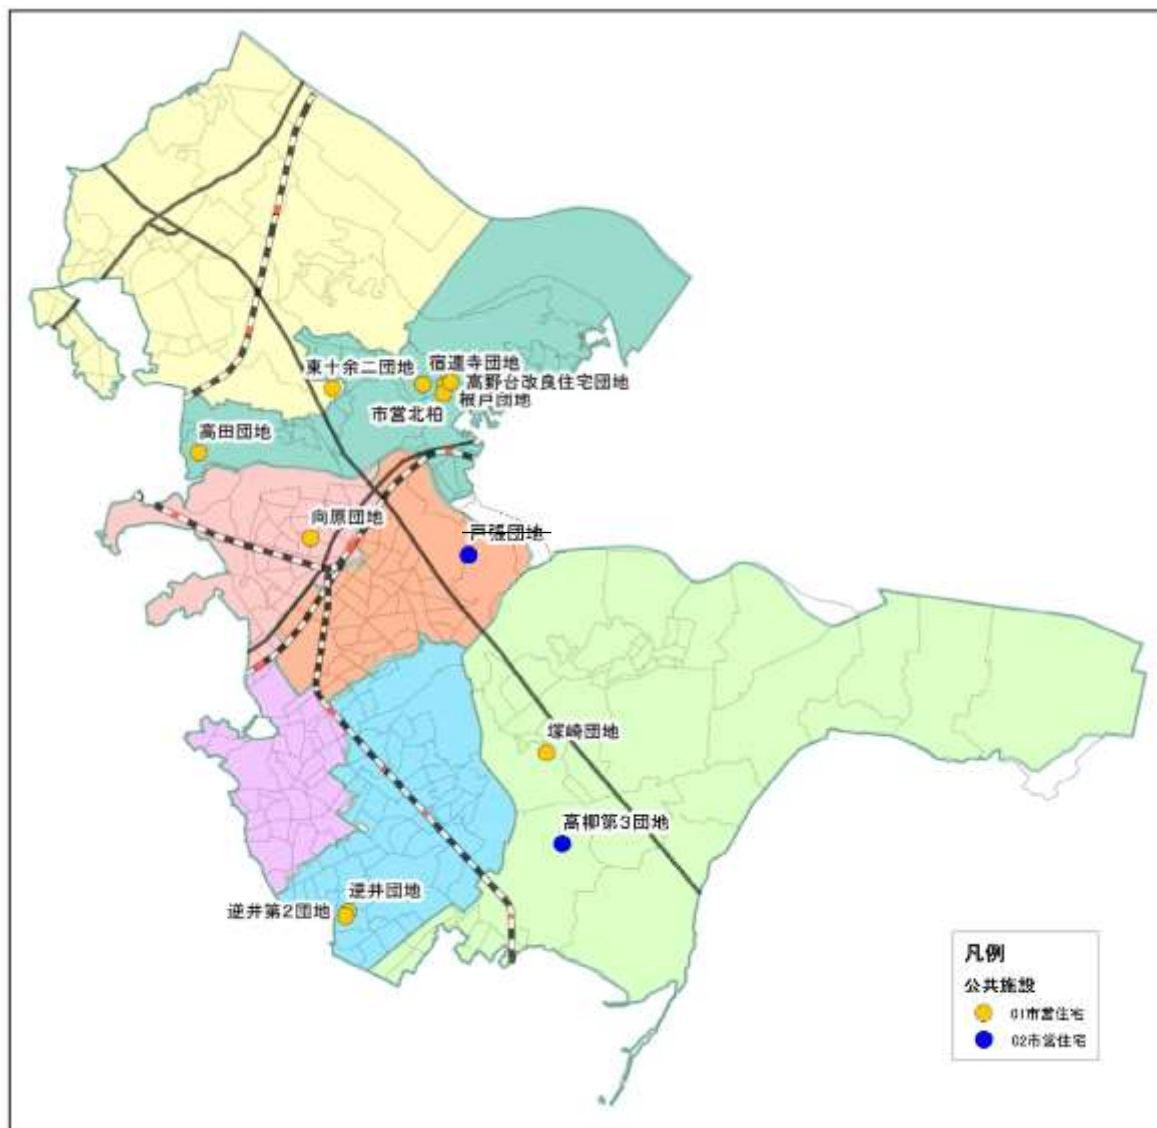 東十余二団地
宿連寺団地
高野台改良住宅団地
根戸団地
市営北柏
高田団地
向原団地
戸張団地
塚崎団地
高柳第3団地
逆井団地
逆井第2団地
凡例
公共施設
01市営住宅
02市営住宅